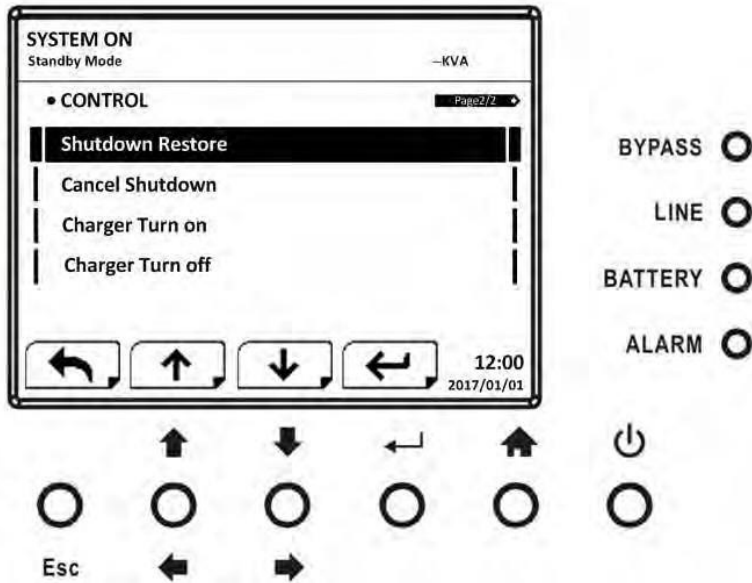 SYSTEM ON
Standby Mode –KVA
• CONTROL Page2/2
Shutdown Restore
Cancel Shutdown
Charger Turn on
Charger Turn off
12:00
2017/01/01
BYPASS
LINE
BATTERY
ALARM
Esc